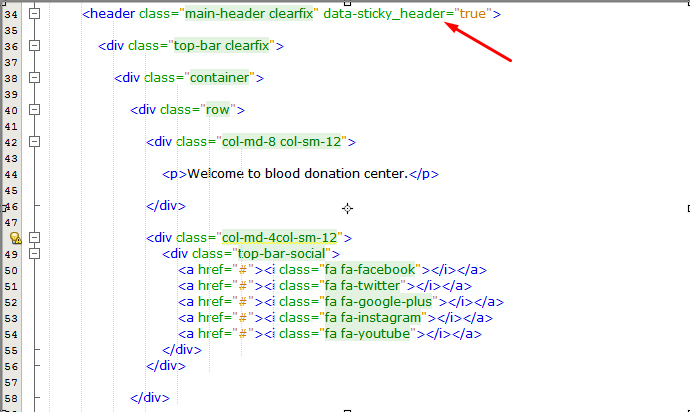 34 <header class="main-header clearfix" data-sticky_header="true">
35
36 <div class="top-bar clearfix">
37
38 <div class="container">
39
40 <div class="row">
41
42 <div class="col-md-8 col-sm-12">
43
44 <p>Welcome to blood donation center.</p>
45
46 </div>
47
<div class="col-md-4col-sm-12">
49 <div class="top-bar-social">
50 <a href="#"><i class="fa fa-facebook"></i></a>
51 <a href="#"><i class="fa fa-twitter"></i></a>
52 <a href="#"><i class="fa fa-google-plus"></i></a>
53 <a href="#"><i class="fa fa-instagram"></i></a>
54 <a href="#"><i class="fa fa-youtube"></i></a>
55 </div>
56 </div>
57
58 </div>